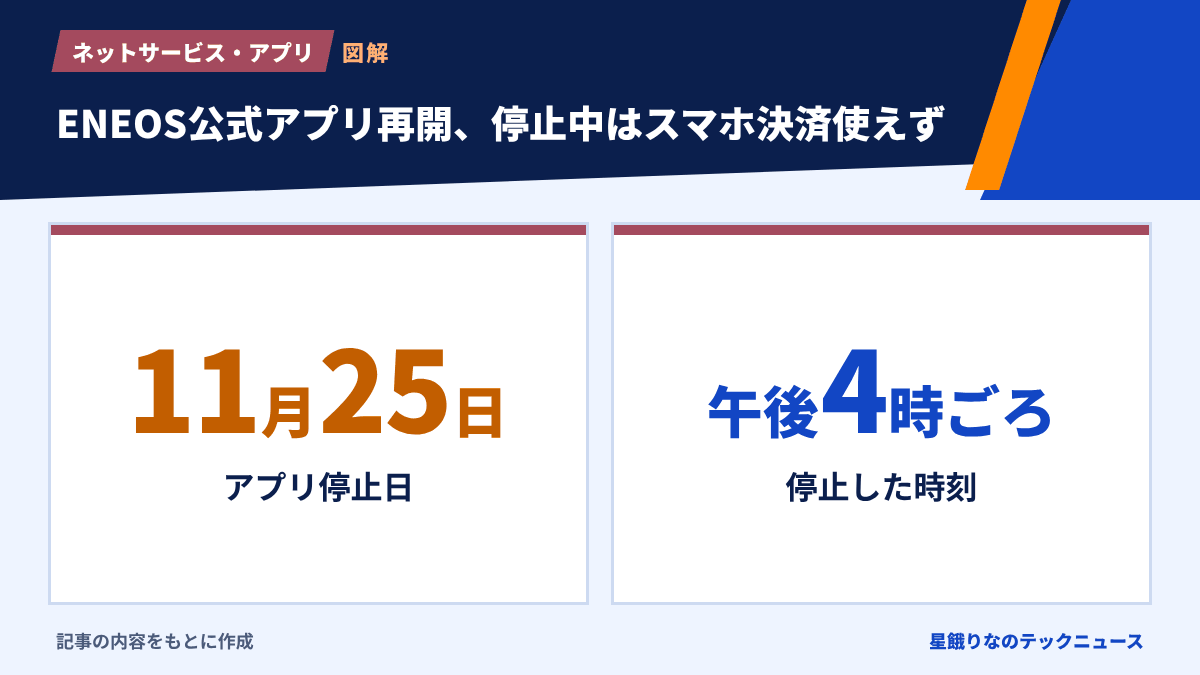 ネットサービス・アプリ 図解
ENEOS公式アプリ再開、停止中はスマホ決済使えず
11月25日
アプリ停止日
午後4時ごろ
停止した時刻
記事の内容をもとに作成
星餓りなのテックニュース